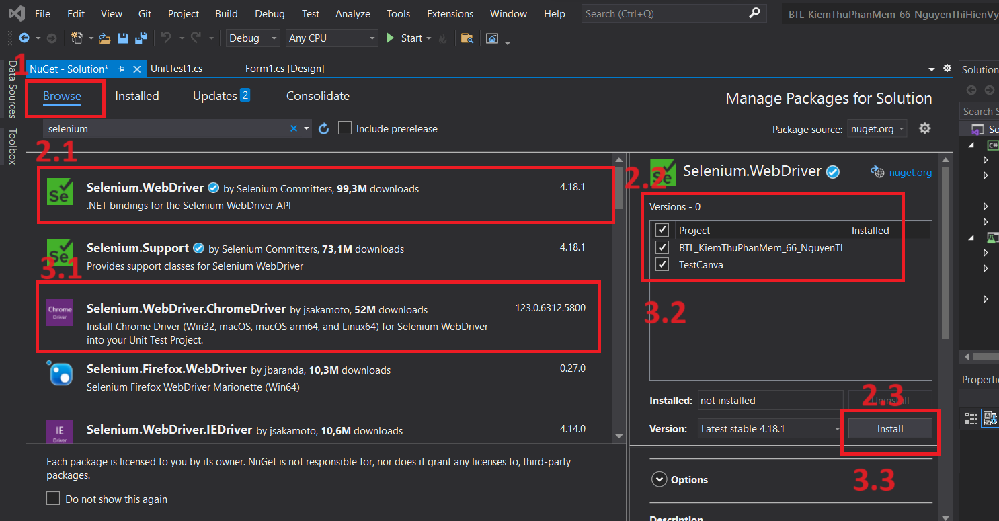 File Edit View Git Project Build Debug Test Analyze Tools Extensions Window Help Search (Ctrl+Q) BTL_KiemThuPhanMem_66_NguyenThiHienVy
Debug Any CPU Start
1
Data Sources
Toolbox
NuGet - Solution* UnitTest1.cs Form1.cs [Design]
Browse Installed Updates 2 Consolidate
Manage Packages for Solution
selenium
Include prerelease
Package source: nuget.org
2.1
Selenium.WebDriver by Selenium Committers, 99,3M downloads 4.18.1
.NET bindings for the Selenium WebDriver API
Selenium.Support by Selenium Committers, 73,1M downloads 4.18.1
Provides support classes for Selenium WebDriver
3.1
Chrome
Driver
Selenium.WebDriver.ChromeDriver by jsakamoto, 52M downloads 123.0.6312.5800
Install Chrome Driver (Win32, macOS, macOS arm64, and Linux64) for Selenium WebDriver
into your Unit Test Project.
Selenium.Firefox.WebDriver by jbaranda, 10,3M downloads 0.27.0
Selenium Firefox WebDriver Marionette (Win64)
IE
Driver
Selenium.WebDriver.IEDriver by jsakamoto, 10,6M downloads 4.14.0
Each package is licensed to you by its owner. NuGet is not responsible for, nor does it grant any licenses to, third-party
packages.
Do not show this again
2.2
Selenium.WebDriver nuget.org
Versions - 0
Project Installed
BTL_KiemThuPhanMem_66_NguyenTl
TestCanva
3.2
2.3
Installed: not installed Uninstall
Version: Latest stable 4.18.1 Install
3.3
Options
Description
Solution
Search S
So
C#
Properti